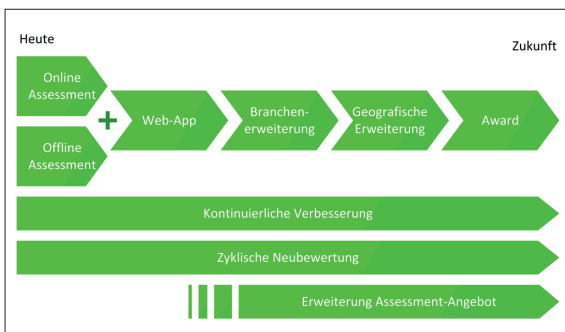 Heute
Zukunft
Online
Assessment
Offline
Assessment
+
Web-App
Branchen-
erweiterung
Geografische
Erweiterung
Award
Kontinuierliche Verbesserung
Zyklische Neubewertung
Erweiterung Assessment-Angebot